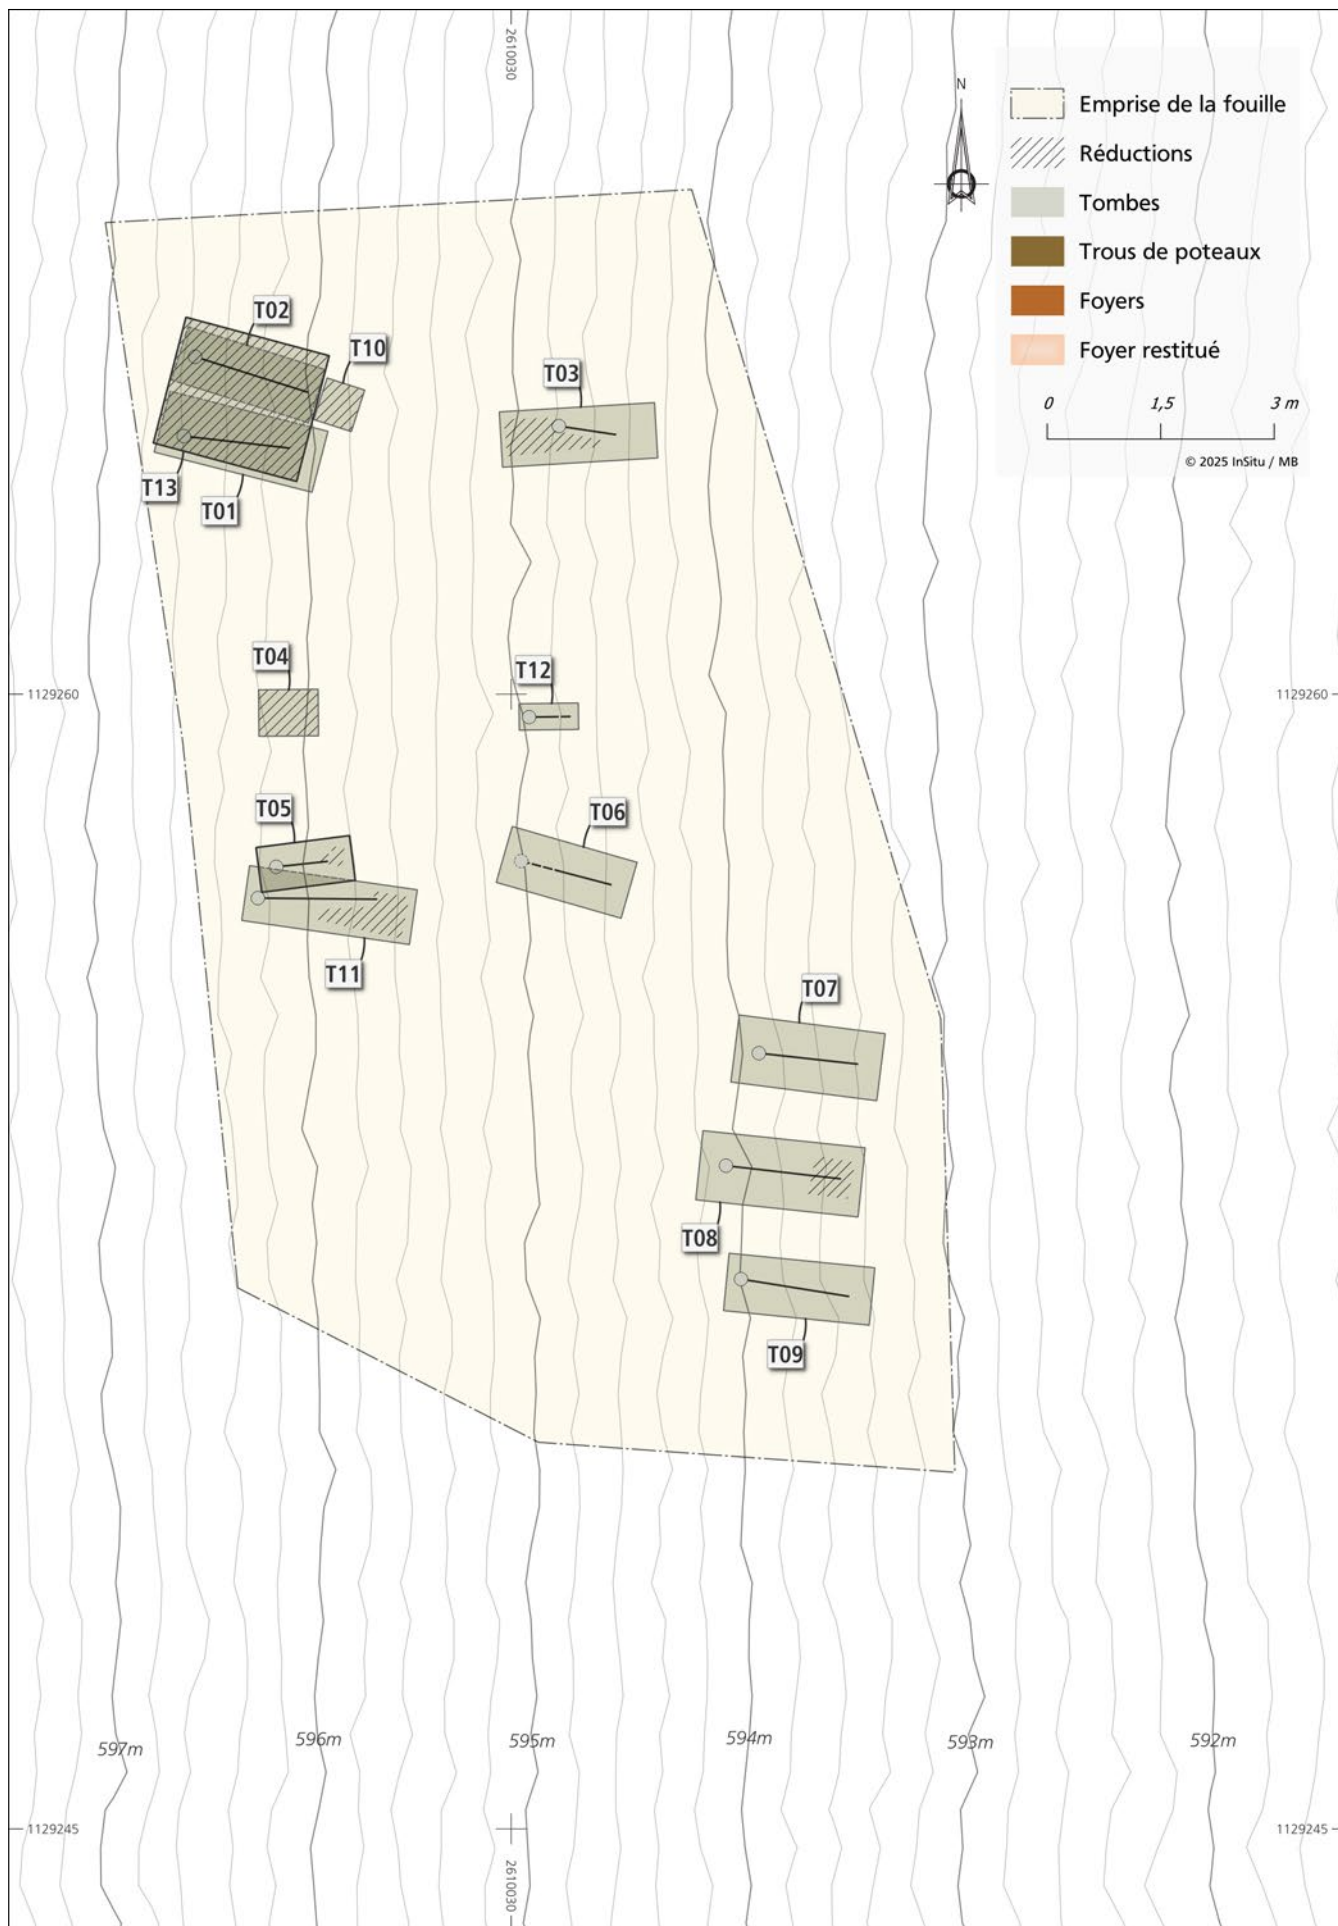 2610030
N
Emprise de la fouille
Réductions
Tombes
Trous de poteaux
Foyers
Foyer restitué
0 1,5 3 m
© 2025 InSitu / MB
T02
T10
T03
T13
T01
T04
T12
1129260
1129260
T05
T06
T11
T07
T08
T09
597m
596m
595m
594m
593m
592m
1129245
1129245
2610030